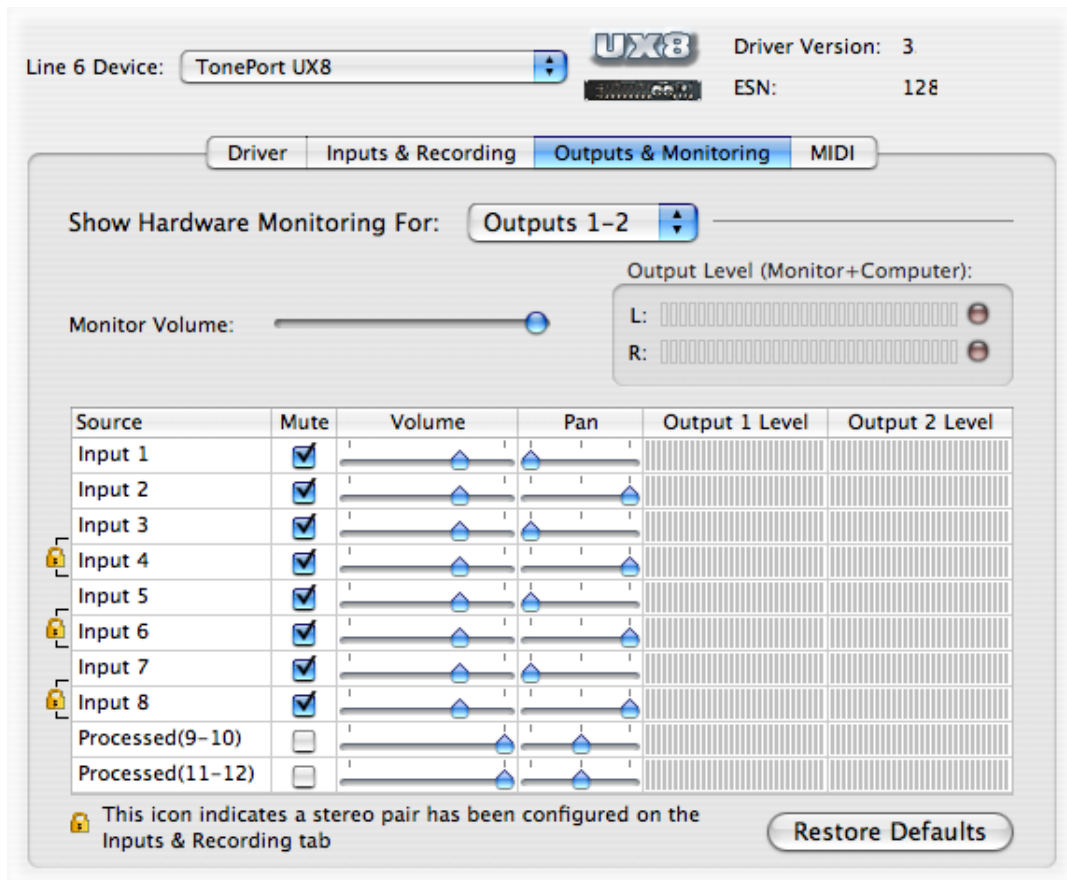 UX8
Driver Version: 3
Line 6 Device: TonePort UX8
ESN: 128
Driver Inputs & Recording Outputs & Monitoring MIDI
Show Hardware Monitoring For: Outputs 1-2
Output Level (Monitor+Computer):
Monitor Volume:
L:
R:
Source Mute Volume Pan Output 1 Level Output 2 Level
Input 1
Input 2
Input 3
Input 4
Input 5
Input 6
Input 7
Input 8
Processed(9-10)
Processed(11-12)
This icon indicates a stereo pair has been configured on the
Inputs & Recording tab
Restore Defaults